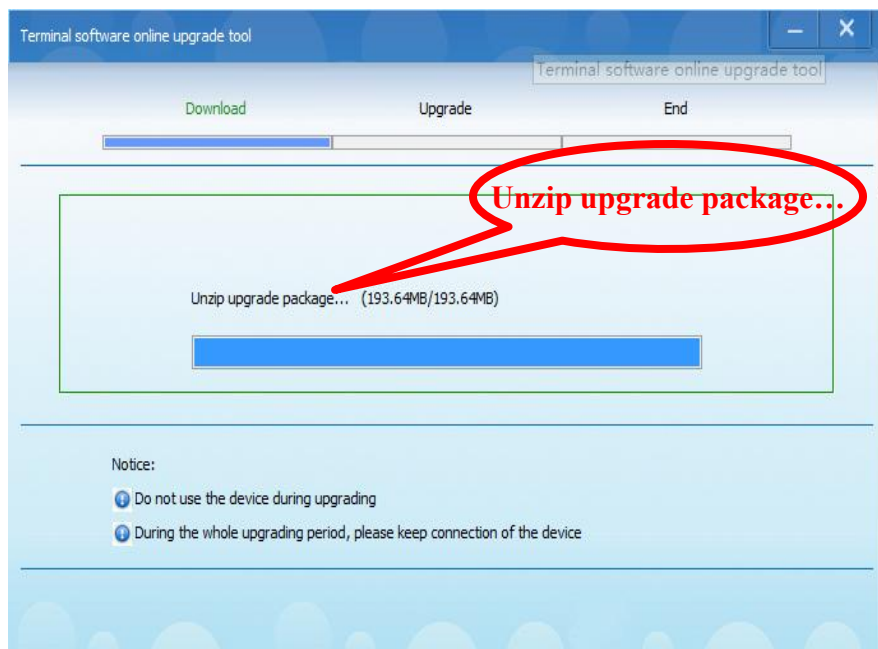 Terminal software online upgrade tool
Terminal software online upgrade tool
Download Upgrade End
Unzip upgrade package...
Unzip upgrade package... (193.64MB/193.64MB)
Notice:
Do not use the device during upgrading
During the whole upgrading period, please keep connection of the device